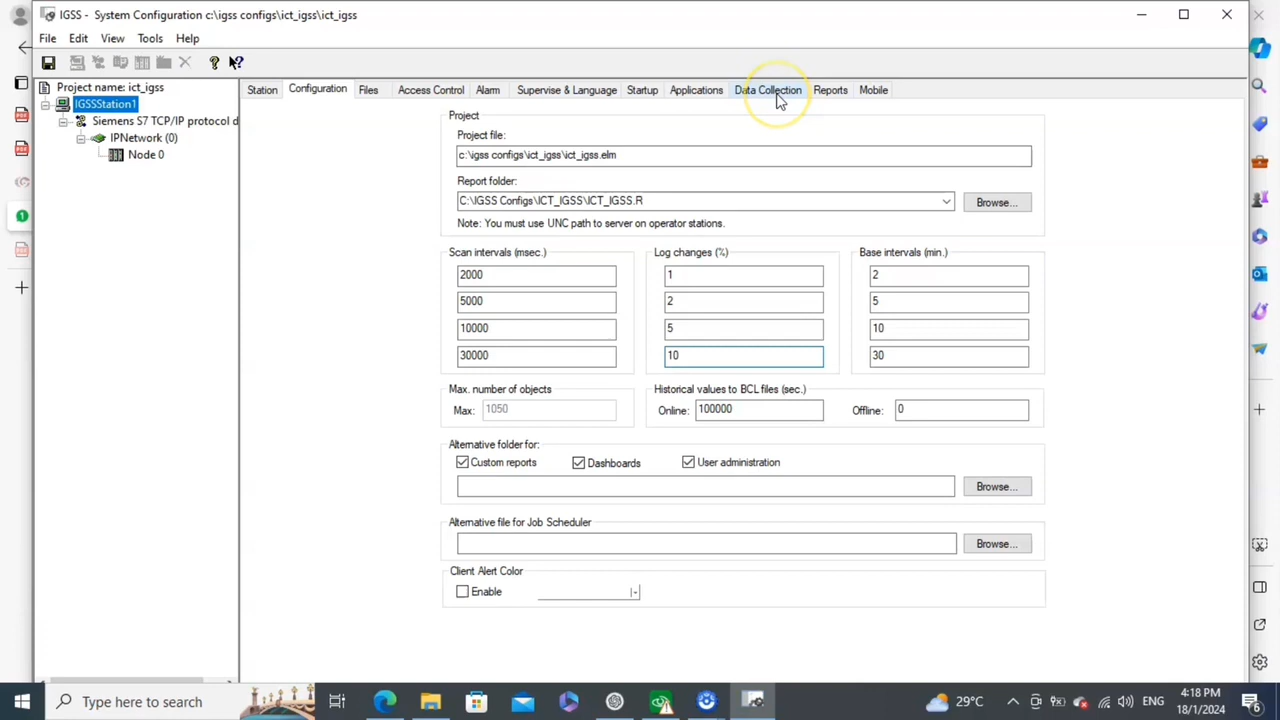 IGSS - System Configuration c:\igss configs\ict_igss\ict_igss
File Edit View Tools Help
Project name: ict_igss
IGSSStation1
Siemens S7 TCP/IP protocol d
IPNetwork (0)
Node 0
Station Configuration Files Access Control Alarm Supervise & Language Startup Applications Data Collection Reports Mobile
Project
Project file:
c:\igss configs\ict_igss\ict_igss.elm
Report folder:
C:\IGSS Configs\ICT_IGSS\ICT_IGSS.R
Browse...
Note: You must use UNC path to server on operator stations.
Scan intervals (msec.) Log changes (%) Base intervals (min.)
2000 1 2
5000 2 5
10000 5 10
30000 10 30
Max. number of objects Historical values to BCL files (sec.)
Max: 1050 Online: 100000 Offline: 0
Alternative folder for:
Custom reports Dashboards User administration
Browse...
Alternative file for Job Scheduler
Browse...
Client Alert Color
Enable
Type here to search
29°C
ENG
4:18 PM
18/1/2024
6